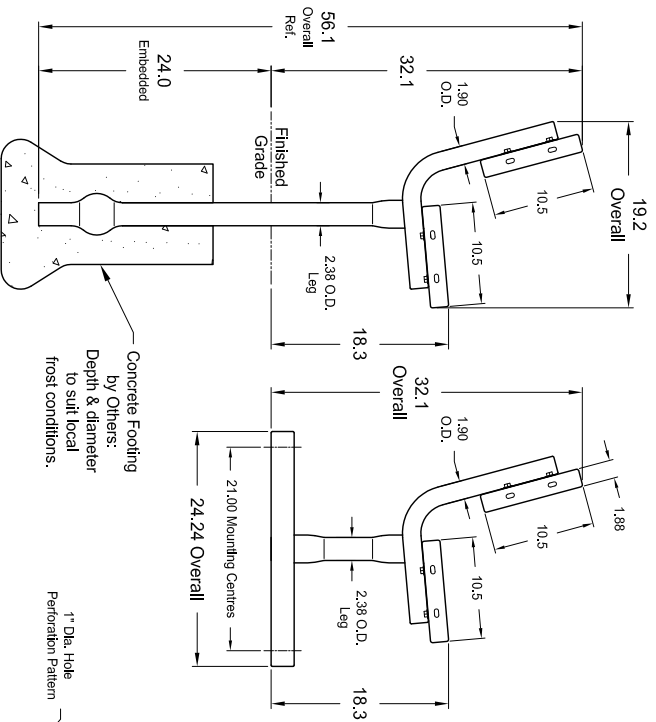 56.1
Overall
Ref.
32.1
24.0
Embedded
Finished
Grade
1.90
O.D.
10.5
19.2
Overall
10.5
2.38 O.D.
Leg
18.3
Concrete Footing
by Others:
Depth & diameter
to suit local
frost conditions.
32.1
Overall
1.90
O.D.
1.88
10.5
10.5
21.00 Mounting Centres
24.24 Overall
2.38 O.D.
Leg
18.3
1" Dia. Hole
Perforation Pattern